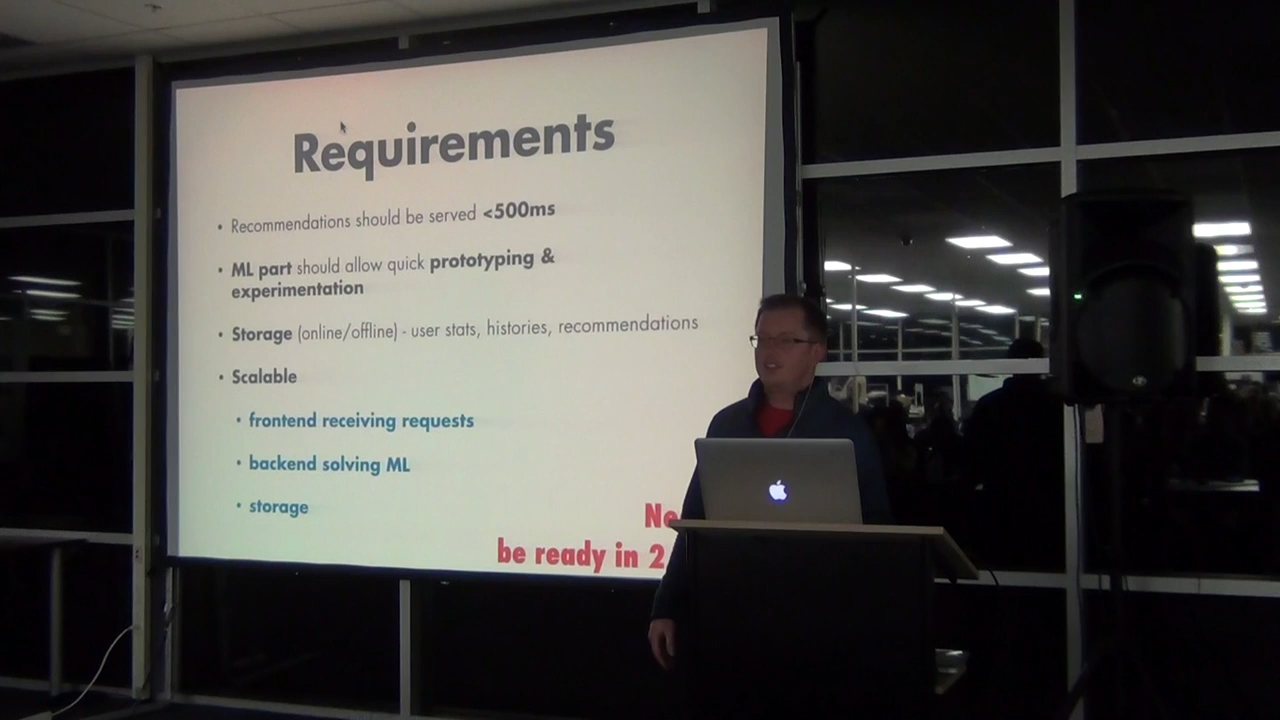 Requirements
• Recommendations should be served <500ms
• ML part should allow quick prototyping &
experimentation
• Storage (online/offline) - user stats, histories, recommendations
• Scalable
• frontend receiving requests
• backend solving ML
• storage
be ready in 2